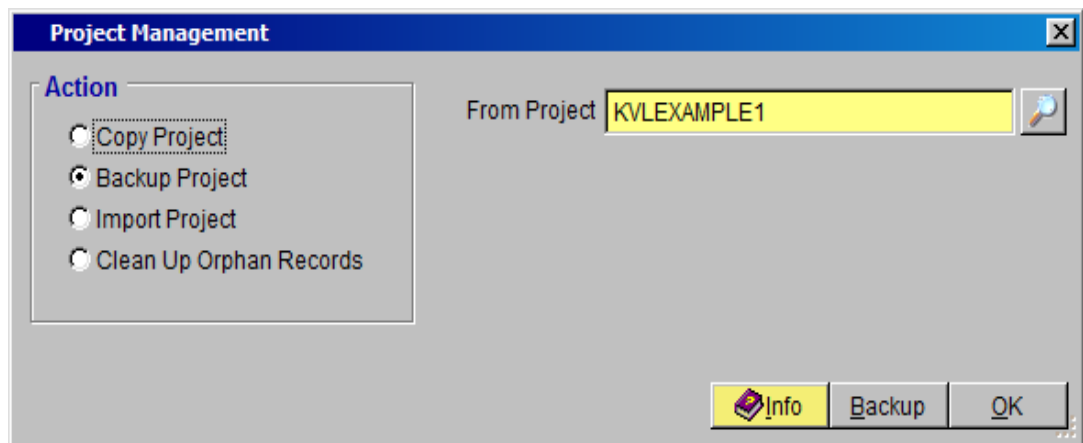 Project Management
Action
Copy Project
Backup Project
Import Project
Clean Up Orphan Records
From Project KVLEXAMPLE1
Info Backup OK